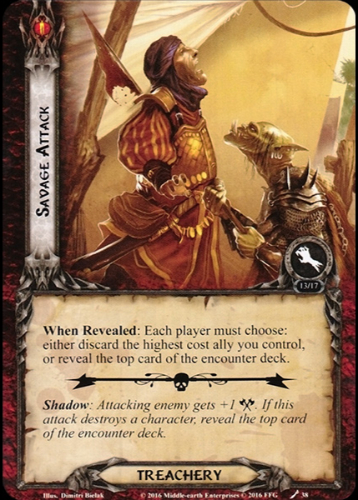 SAVAGE ATTACK
13/17
When Revealed: Each player must choose:
either discard the highest cost ally you control,
or reveal the top card of the encounter deck.
Shadow: Attacking enemy gets +1 . If this
attack destroys a character, reveal the top card
of the encounter deck.
TREACHERY
Illus. Dimitri Bielak © 2016 Middle-earth Enterprises © 2016 FFG 38